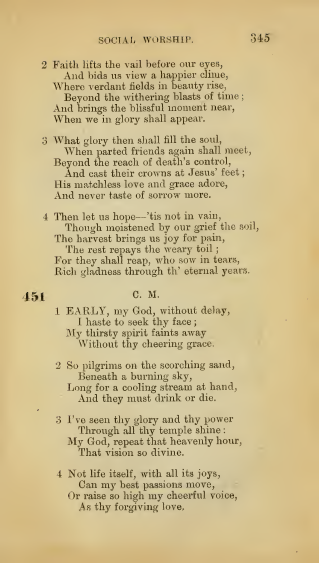 SOCIAL WORSHIP. 345
2 Faith lifts the vail before our eyes,
And bids us view a happier clime,
Where verdant fields in beauty rise,
Beyond the withering blasts of time;
And brings the blissful moment near,
When we in glory shall appear.
3 What glory then shall fill the soul,
When parted friends again shall meet,
Beyond the reach of death's control,
And cast their crowns at Jesus' feet;
His matchless love and grace adore,
And never taste of sorrow more.
4 Then let us hope—'tis not in vain,
Though moistened by our grief the soil,
The harvest brings us joy for pain,
The rest repays the weary toil;
For they shall reap, who sow in tears,
Rich gladness through th' eternal years.
451 C. M.
1 EARLY, my God, without delay,
I haste to seek thy face;
My thirsty spirit faints away
Without thy cheering grace.
2 So pilgrims on the scorching sand,
Beneath a burning sky,
Long for a cooling stream at hand,
And they must drink or die.
3 I've seen thy glory and thy power
Through all thy temple shine:
My God, repeat that heavenly hour,
That vision so divine.
4 Not life itself, with all its joys,
Can my best passions move,
Or raise so high my cheerful voice,
As thy forgiving love.